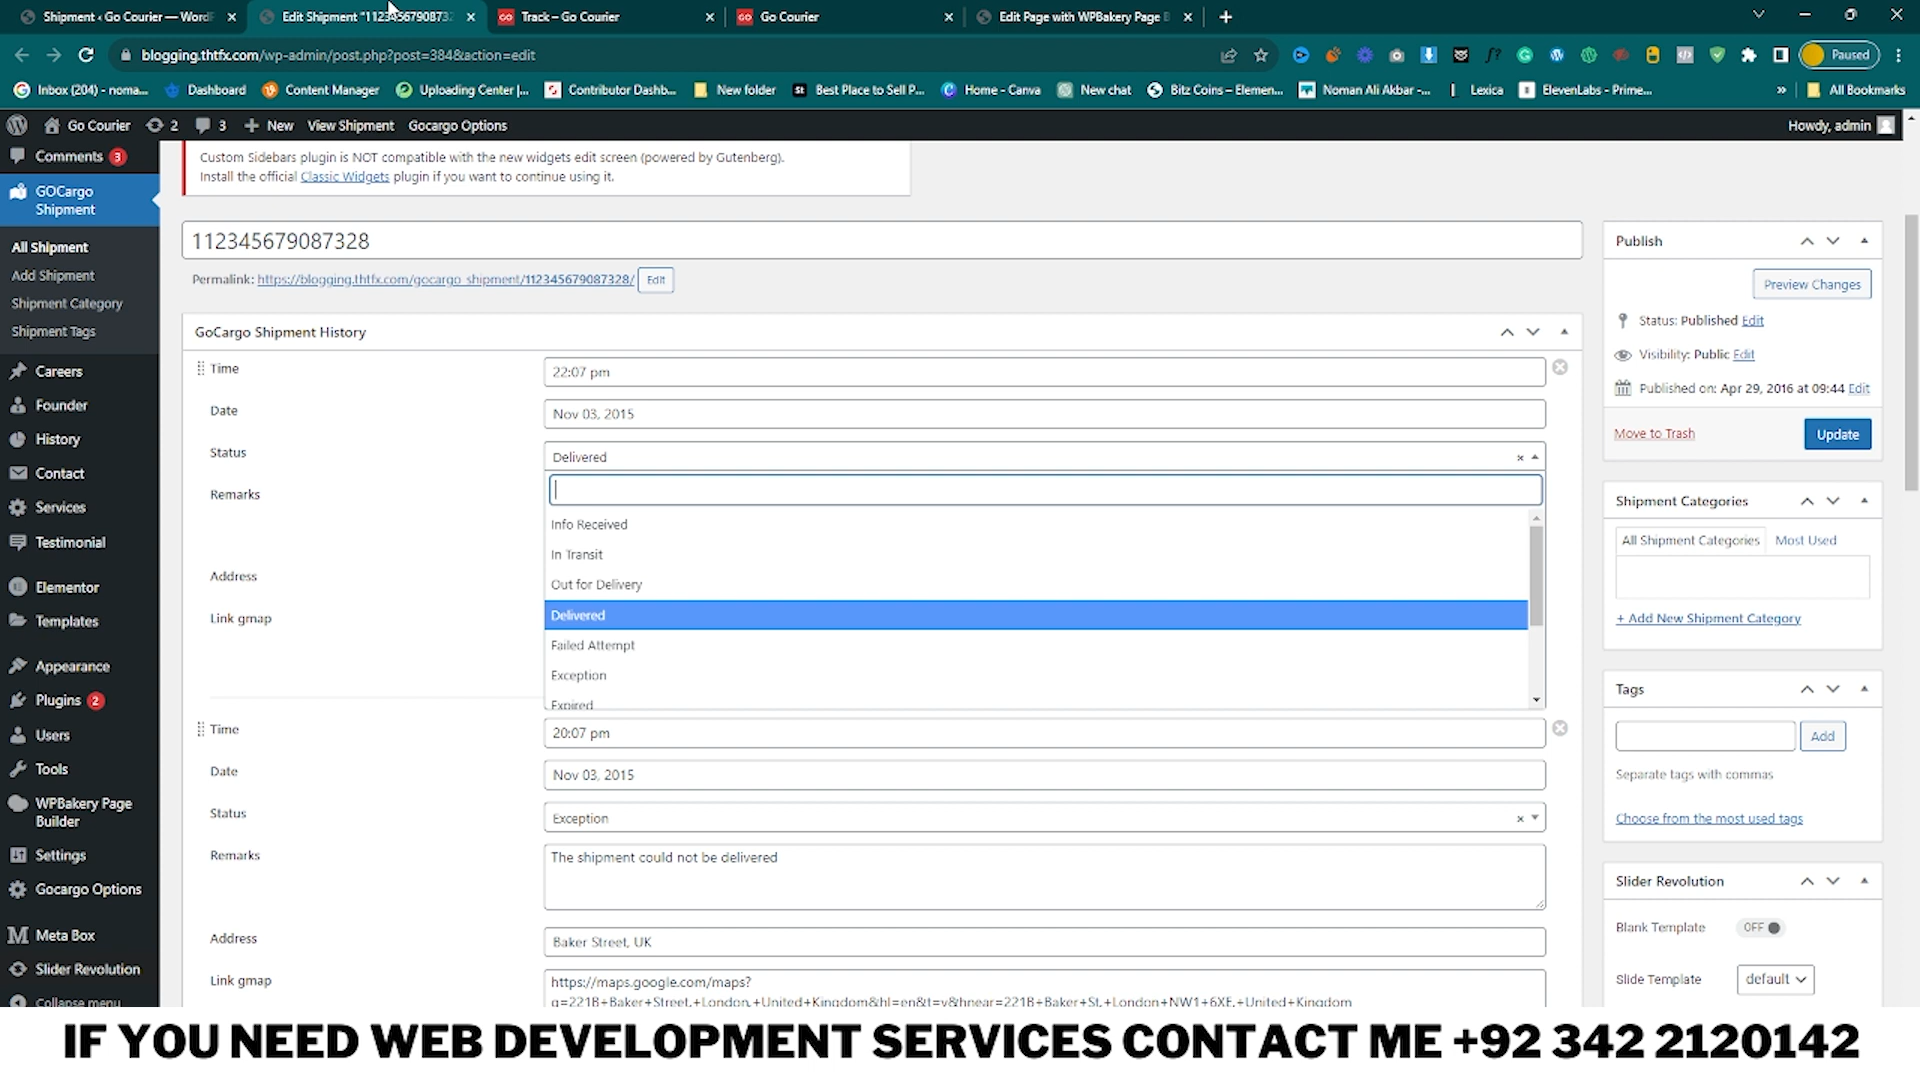 Shipment ‹ Go Courier — WordP
Edit Shipment "11234567908732
Track – Go Courier
Go Courier
Edit Page with WPBakery Page B
blogging.thtfx.com/wp-admin/post.php?post=384&action=edit
Paused
Inbox (204) - noma...
Dashboard
Content Manager
Uploading Center |...
Contributor Dashb...
New folder
Best Place to Sell P...
Home - Canva
New chat
Bitz Coins – Elemen...
Noman Ali Akbar -...
Lexica
ElevenLabs - Prime...
»
All Bookmarks
Go Courier
2
3
New
View Shipment
Gocargo Options
Howdy, admin
Comments 3
GOCargo
Shipment
All Shipment
Add Shipment
Shipment Category
Shipment Tags
Careers
Founder
History
Contact
Services
Testimonial
Elementor
Templates
Appearance
Plugins 2
Users
Tools
WPBakery Page
Builder
Settings
Gocargo Options
Meta Box
Slider Revolution
Collapse menu
Custom Sidebars plugin is NOT compatible with the new widgets edit screen (powered by Gutenberg).
Install the official Classic Widgets plugin if you want to continue using it.
112345679087328
Permalink: https://blogging.thtfx.com/gocargo_shipment/112345679087328/ Edit
GoCargo Shipment History
Time
22:07 pm
Date
Nov 03, 2015
Status
Delivered
Remarks
Info Received
In Transit
Out for Delivery
Delivered
Failed Attempt
Exception
Expired
Address
Link gmap
Time
20:07 pm
Date
Nov 03, 2015
Status
Exception
Remarks
The shipment could not be delivered
Address
Baker Street, UK
Link gmap
https://maps.google.com/maps?
q=221B+Baker+Street,+London,+United+Kingdom&hl=en&t=v&hnear=221B+Baker+St,+London+NW1+6XE,+United+Kingdom
Publish
Preview Changes
Status: Published Edit
Visibility: Public Edit
Published on: Apr 29, 2016 at 09:44 Edit
Move to Trash
Update
Shipment Categories
All Shipment Categories
Most Used
+ Add New Shipment Category
Tags
Add
Separate tags with commas
Choose from the most used tags
Slider Revolution
Blank Template
OFF
Slide Template
default
IF YOU NEED WEB DEVELOPMENT SERVICES CONTACT ME +92 342 2120142